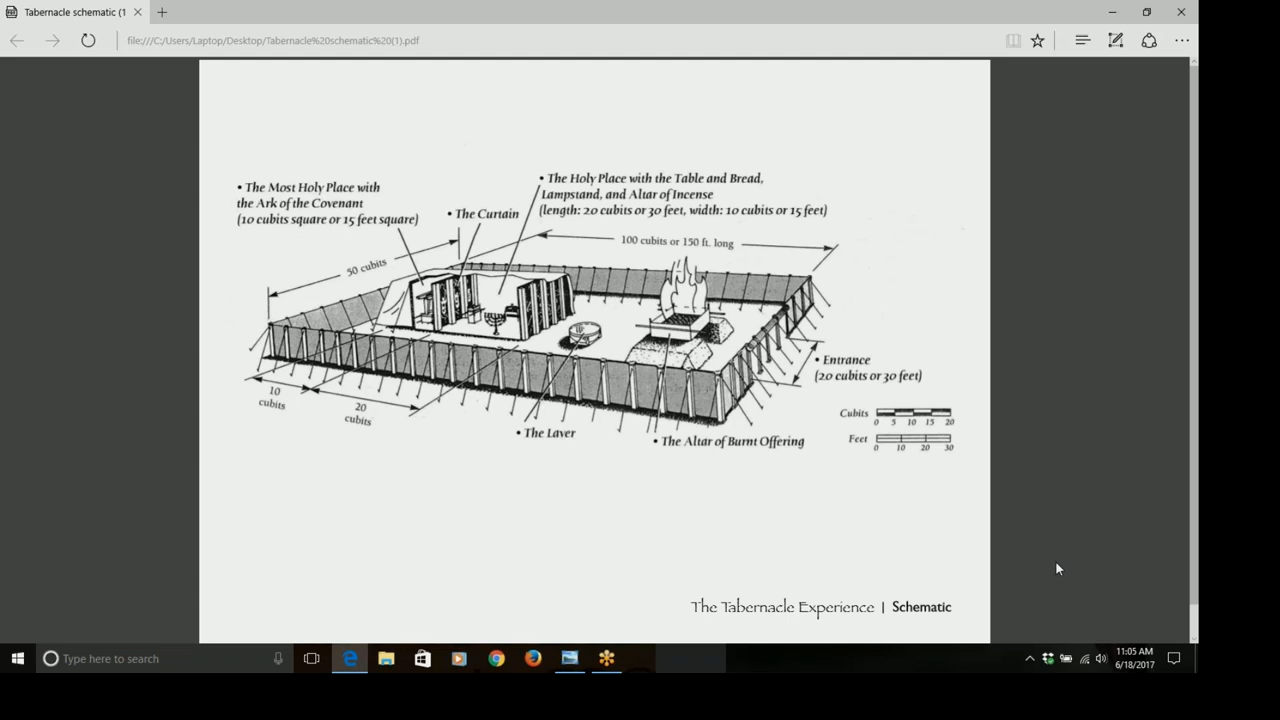 Tabernacle schematic (1
file:///C:/Users/Laptop/Desktop/Tabernacle%20schematic%20(1).pdf
• The Most Holy Place with
the Ark of the Covenant
(10 cubits square or 15 feet square)
• The Curtain
• The Holy Place with the Table and Bread,
Lampstand, and Altar of Incense
(length: 20 cubits or 30 feet, width: 10 cubits or 15 feet)
50 cubits
100 cubits or 150 ft. long
10
cubits
20
cubits
• The Laver
• The Altar of Burnt Offering
• Entrance
(20 cubits or 30 feet)
Cubits
0 5 10 15 20
Feet
0 10 20 30
The Tabernacle Experience | Schematic
Type here to search
11:05 AM
6/18/2017